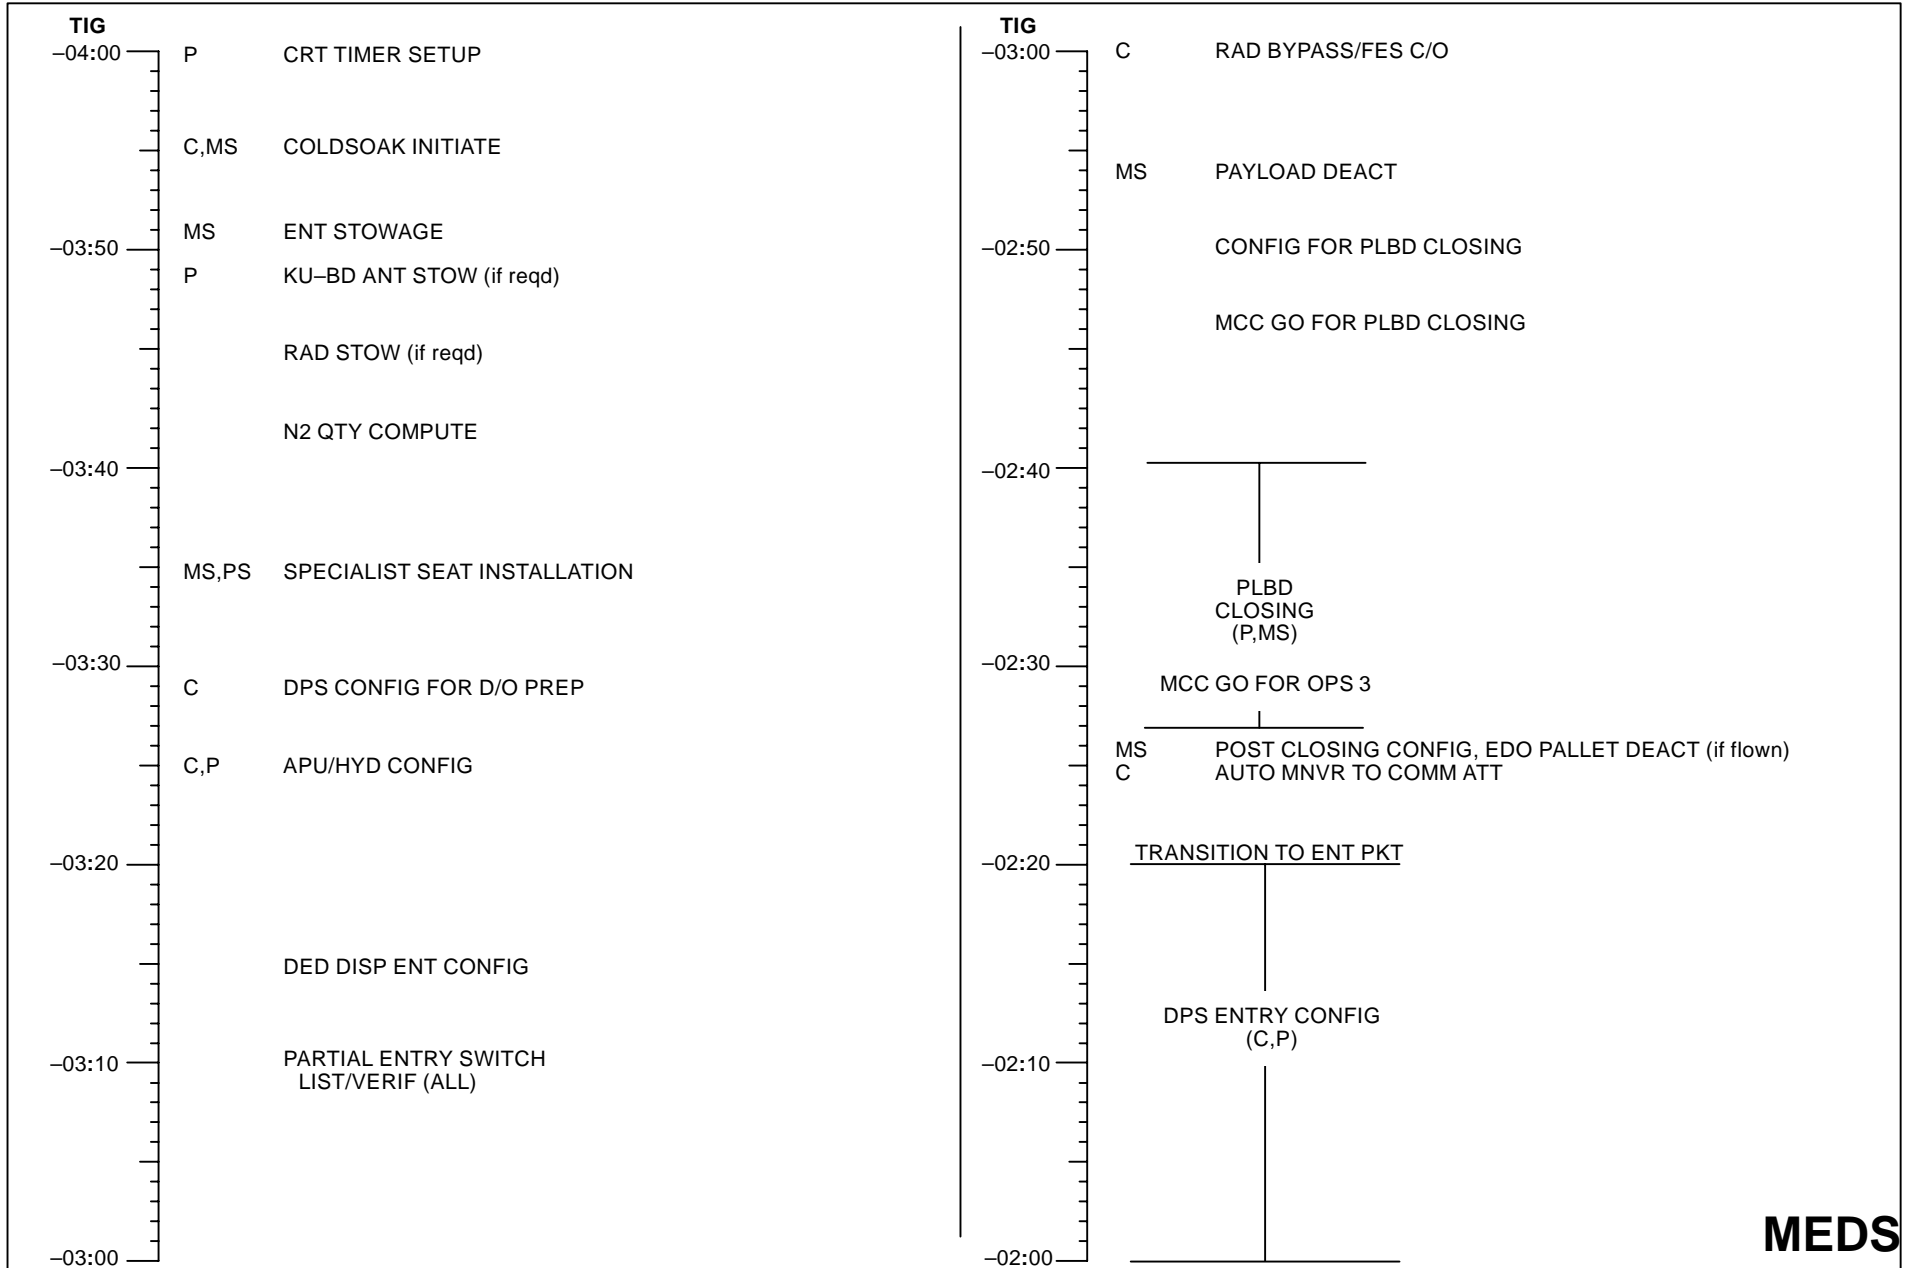 TIG
–04:00 P CRT TIMER SETUP
C,MS COLDSOAK INITIATE
MS ENT STOWAGE
–03:50
P KU–BD ANT STOW (if reqd)
RAD STOW (if reqd)
N2 QTY COMPUTE
–03:40
MS,PS SPECIALIST SEAT INSTALLATION
–03:30
C DPS CONFIG FOR D/O PREP
C,P APU/HYD CONFIG
–03:20
DED DISP ENT CONFIG
–03:10 PARTIAL ENTRY SWITCH
LIST/VERIF (ALL)
–03:00
TIG
–03:00 C RAD BYPASS/FES C/O
MS PAYLOAD DEACT
–02:50 CONFIG FOR PLBD CLOSING
MCC GO FOR PLBD CLOSING
–02:40
PLBD
CLOSING
(P,MS)
–02:30
MCC GO FOR OPS 3
MS POST CLOSING CONFIG, EDO PALLET DEACT (if flown)
C AUTO MNVR TO COMM ATT
TRANSITION TO ENT PKT
–02:20
DPS ENTRY CONFIG
(C,P)
–02:10
–02:00
MEDS